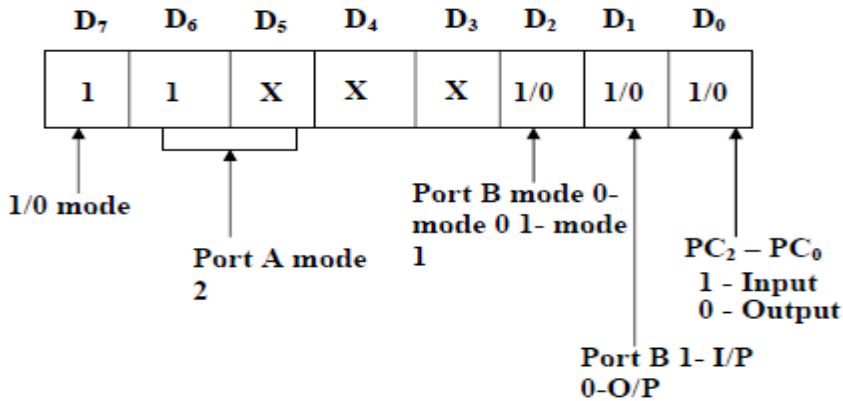 D₇ D₆ D₅ D₄ D₃ D₂ D₁ D₀
1 1 X X X 1/0 1/0 1/0
1/0 mode
Port A mode
2
Port B mode 0-
mode 0 1- mode
1
PC₂ – PC₀
1 - Input
0 - Output
Port B 1- I/P
0-O/P